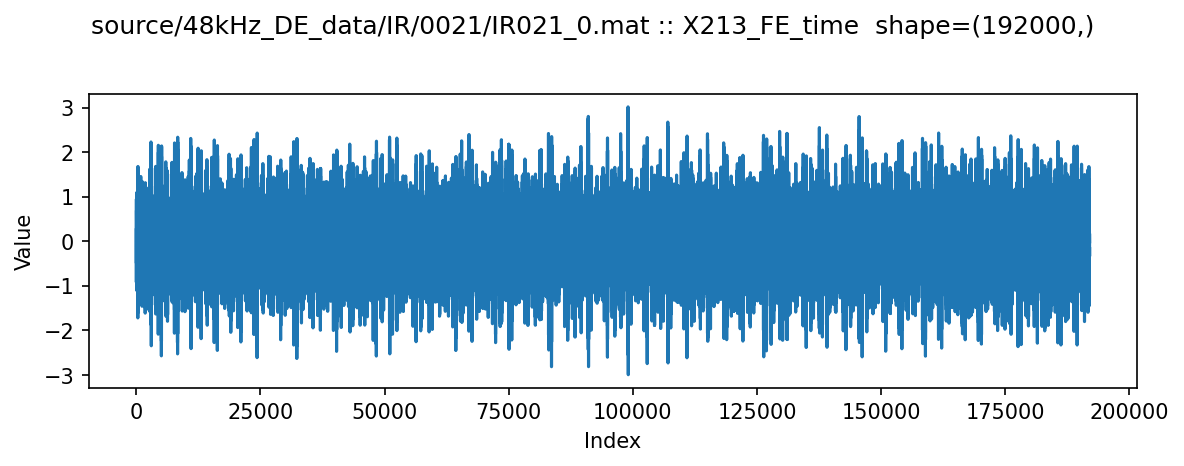 source/48kHz_DE_data/IR/0021/IR021_0.mat :: X213_FE_time  shape=(192000,)
3
2
1
0
−1
−2
−3
Value
0 25000 50000 75000 100000 125000 150000 175000 200000
Index